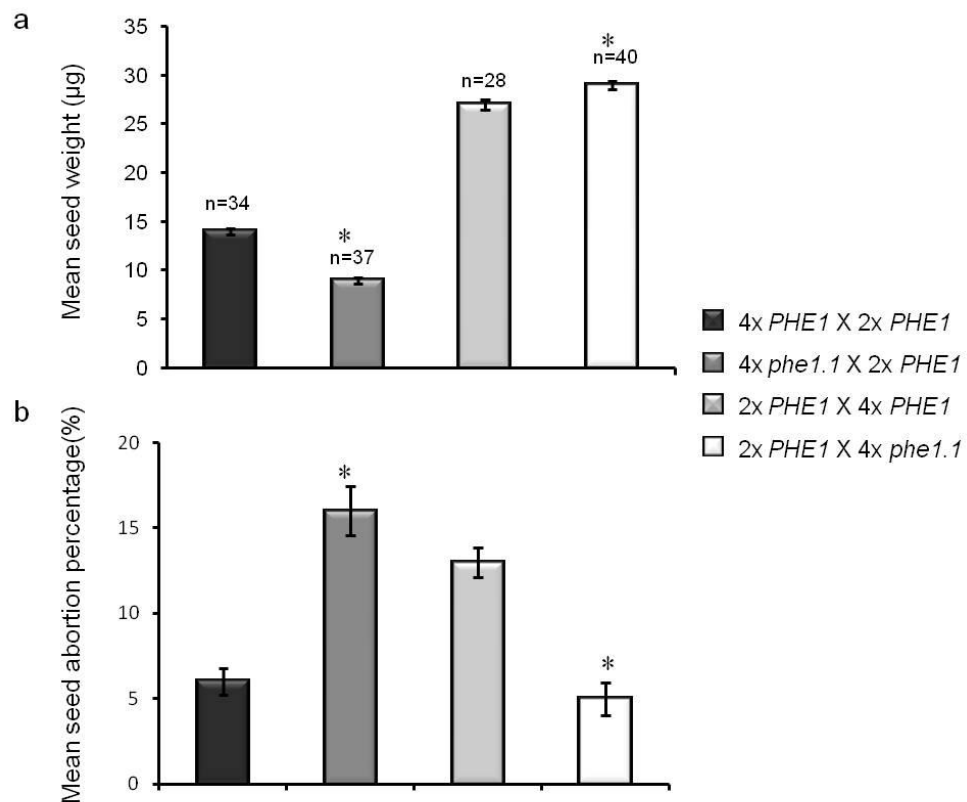 a
Mean seed weight (µg)
35
30
25
20
15
10
5
0
n=34
*
n=37
n=28
*
n=40
4x PHE1 X 2x PHE1
4x phe1.1 X 2x PHE1
2x PHE1 X 4x PHE1
2x PHE1 X 4x phe1.1
b
Mean seed abortion percentage(%)
20
15
10
5
0
*
*